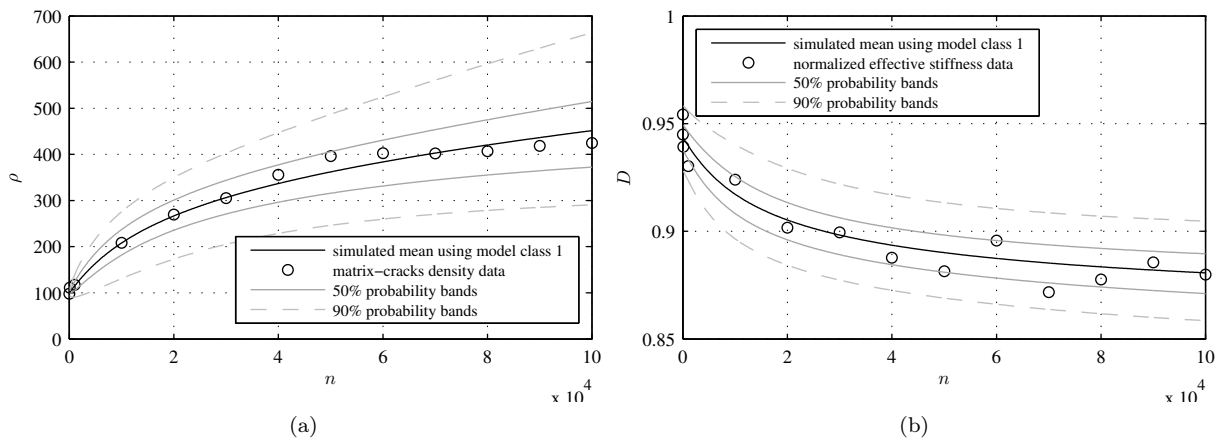 700
600
500
400
300
200
100
0
ρ
simulated mean using model class 1
matrix−cracks density data
50% probability bands
90% probability bands
0 2 4 6 8 10
n
x 10^4
(a)
1
0.95
0.9
0.85
D
simulated mean using model class 1
normalized effective stiffness data
50% probability bands
90% probability bands
0 2 4 6 8 10
n
x 10^4
(b)